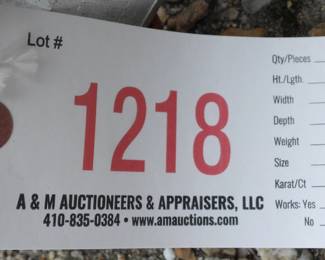 Lot #
1218
A & M AUCTIONEERS & APPRAISERS, LLC
410-835-0384 • www.amauctions.com
Qty/Pieces
Ht./Lgth.
Width
Depth
Weight
Size
Karat/Ct
Works: Yes
No